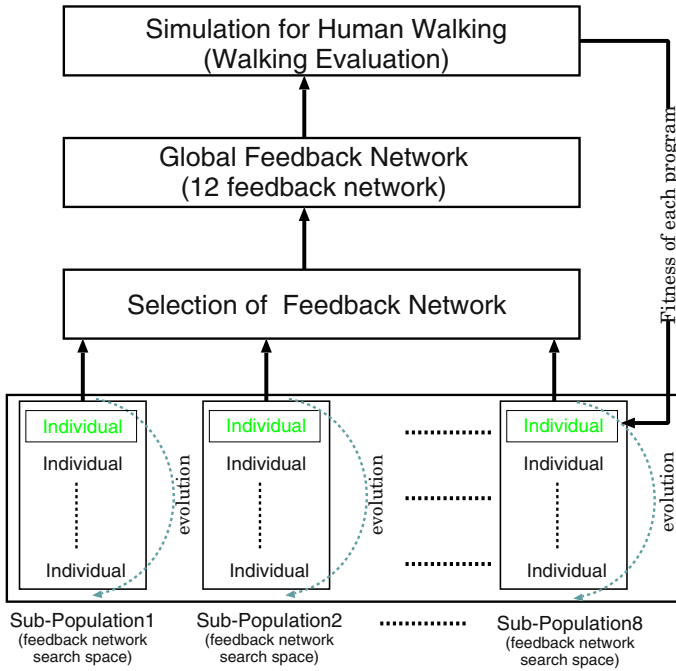 Simulation for Human Walking
(Walking Evaluation)
Fitness of each program
Global Feedback Network
(12 feedback network)
Selection of Feedback Network
Individual
Individual
Individual
evolution
Individual
Individual
Individual
evolution
Individual
Individual
Individual
evolution
Sub-Population1
(feedback network
search space)
Sub-Population2
(feedback network
search space)
Sub-Population8
(feedback network
search space)